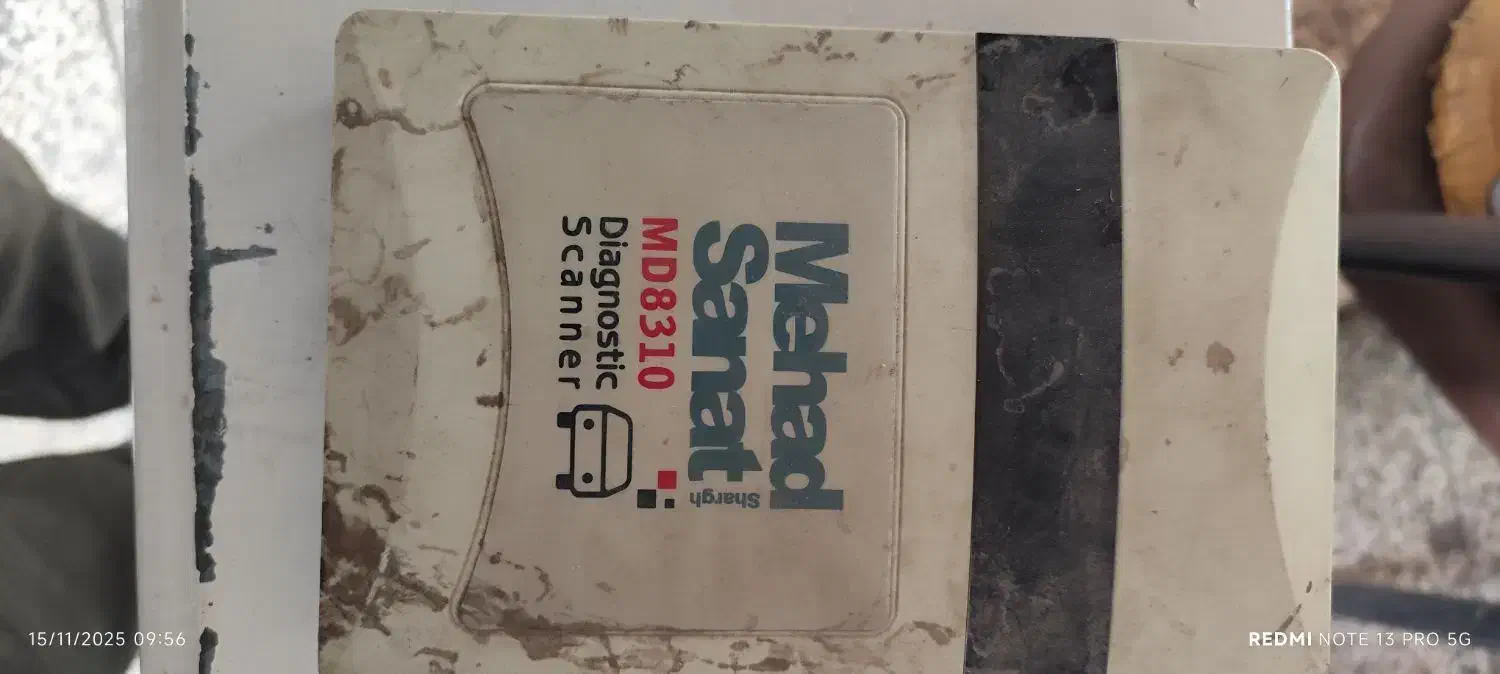 Mehad
Sanat
Shargh
MD8310
Diagnostic
Scanner
15/11/2025 09:56
REDMI NOTE 13 PRO 5G